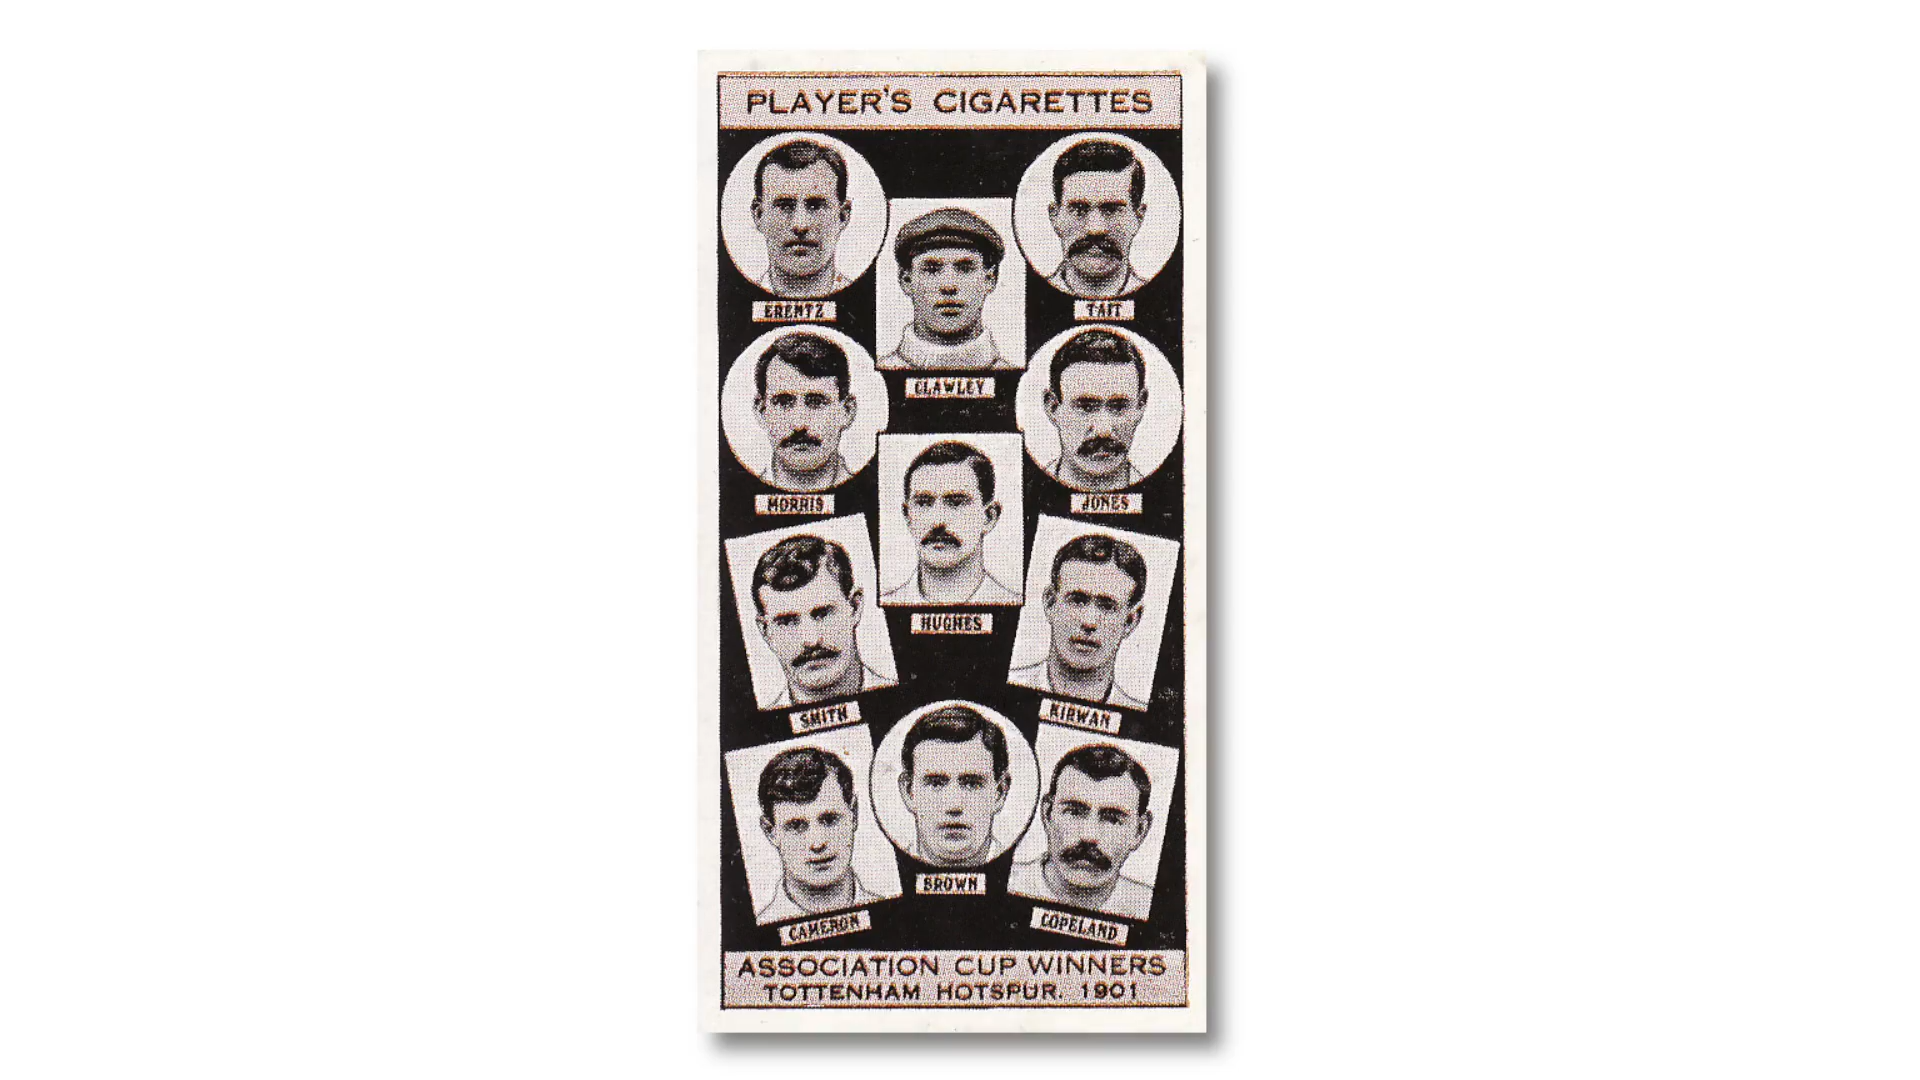 PLAYER'S CIGARETTES
ERENTZ
TAIT
CLAWLEY
MORRIS
JONES
HUGHES
SMITH
KIRWAN
BROWN
CAMERON
COPELAND
ASSOCIATION CUP WINNERS
TOTTENHAM HOTSPUR. 1901